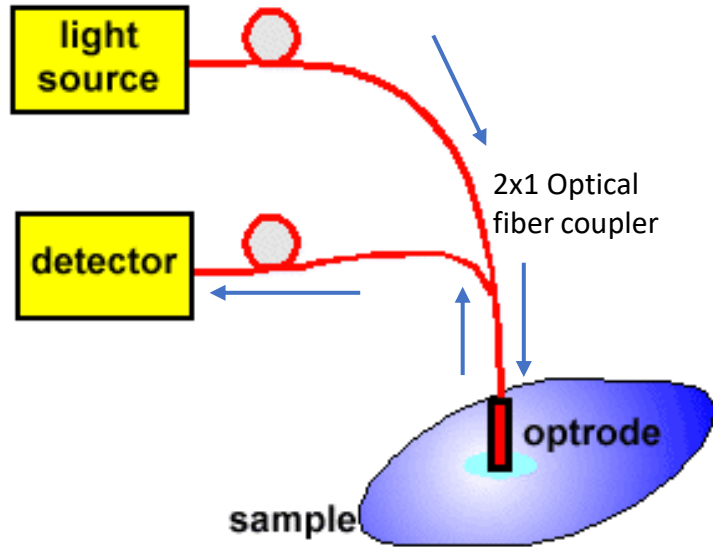 light
source
2x1 Optical
fiber coupler
detector
optrode
sample